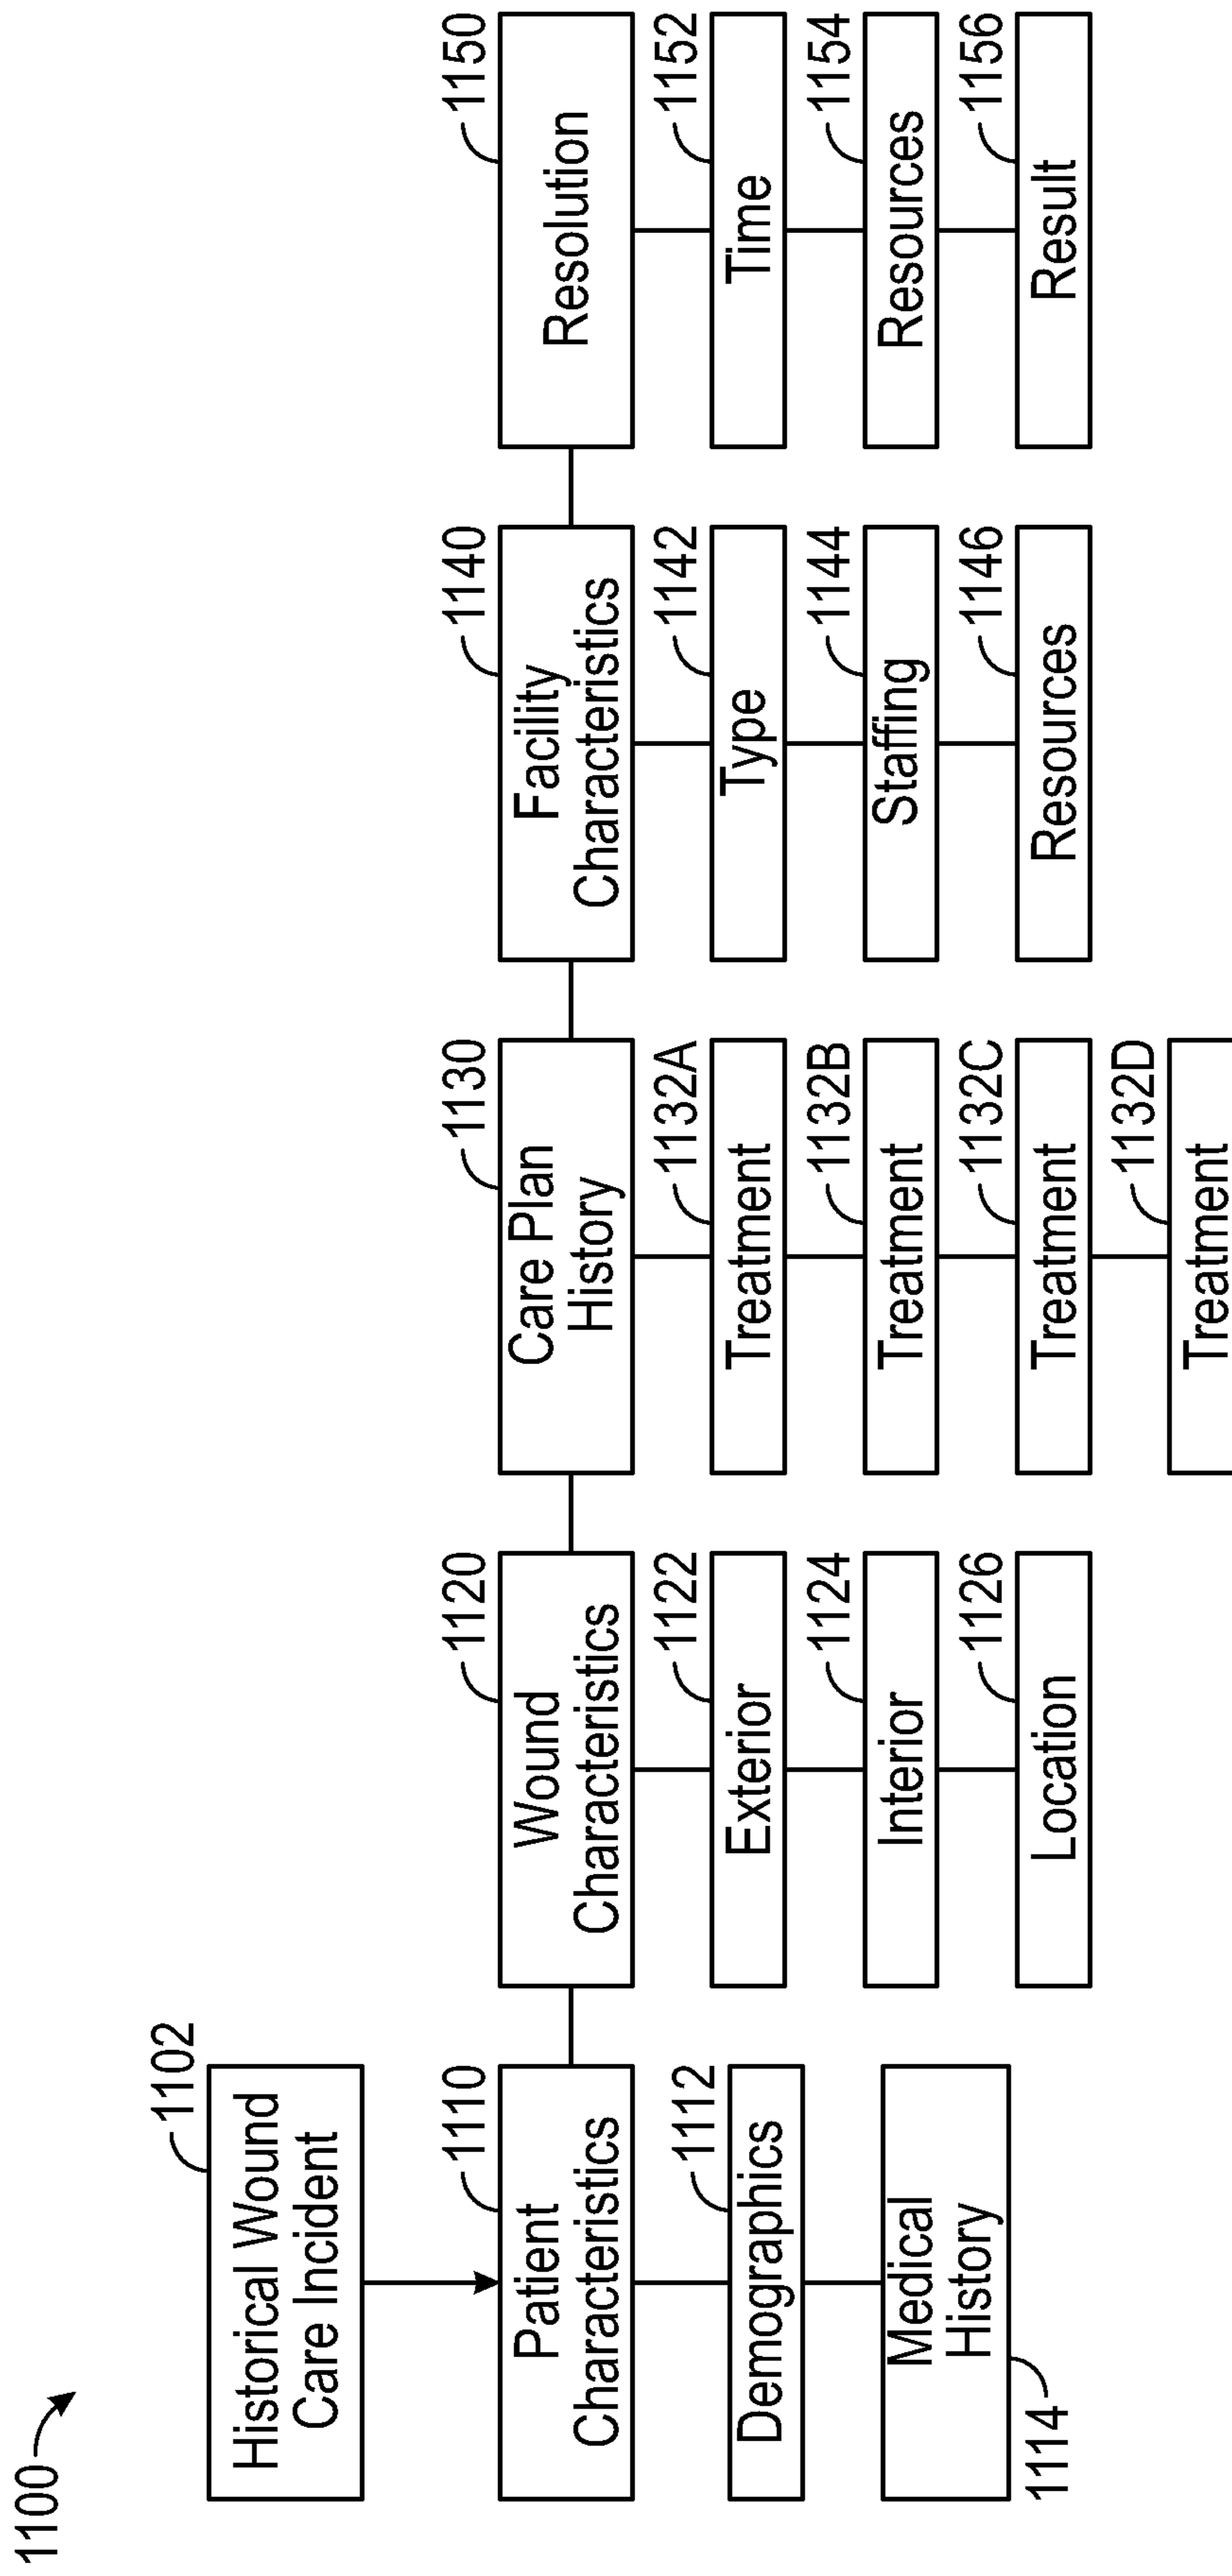 1100
1102
Historical Wound
Care Incident
1110
Patient
Characteristics
1112
Demographics
Medical
History
1114
1120
Wound
Characteristics
1122
Exterior
1124
Interior
1126
Location
1130
Care Plan
History
1132A
Treatment
1132B
Treatment
1132C
Treatment
1132D
Treatment
1140
Facility
Characteristics
1142
Type
1144
Staffing
1146
Resources
1150
Resolution
1152
Time
1154
Resources
1156
Result